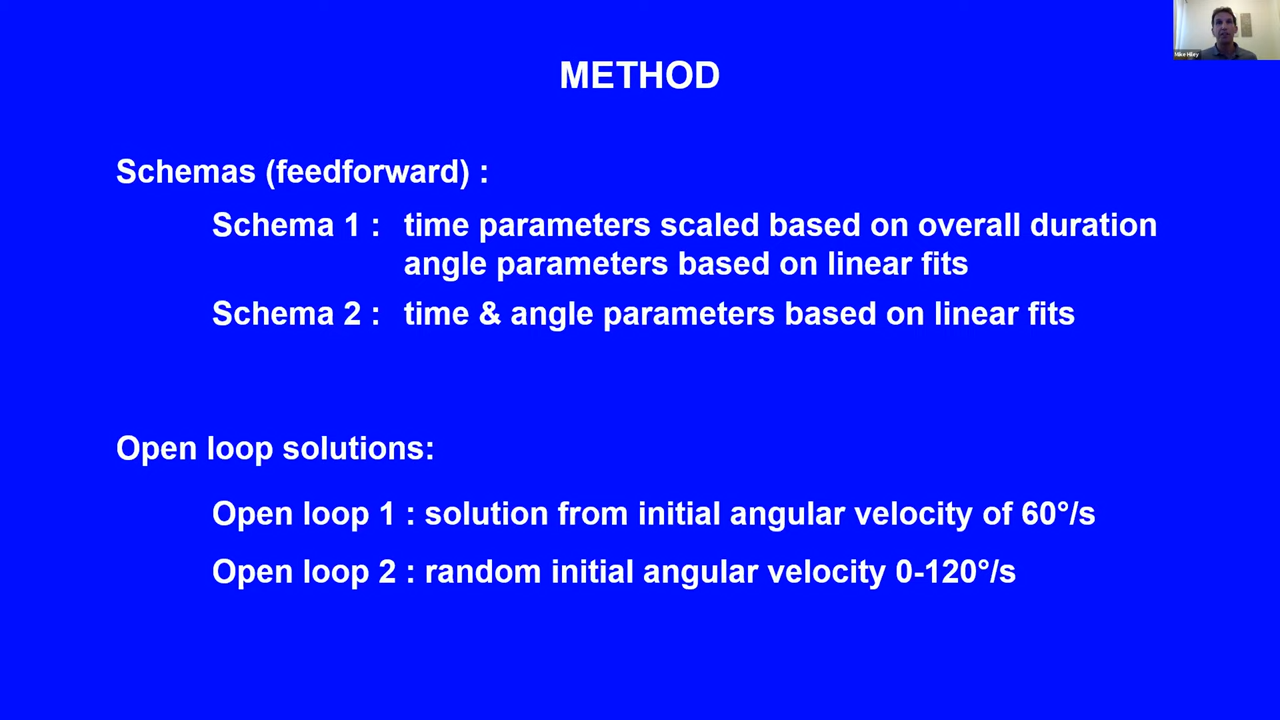 Mike Hiley
METHOD
Schemas (feedforward) :
Schema 1 : time parameters scaled based on overall duration
angle parameters based on linear fits
Schema 2 : time & angle parameters based on linear fits
Open loop solutions:
Open loop 1 : solution from initial angular velocity of 60°/s
Open loop 2 : random initial angular velocity 0-120°/s